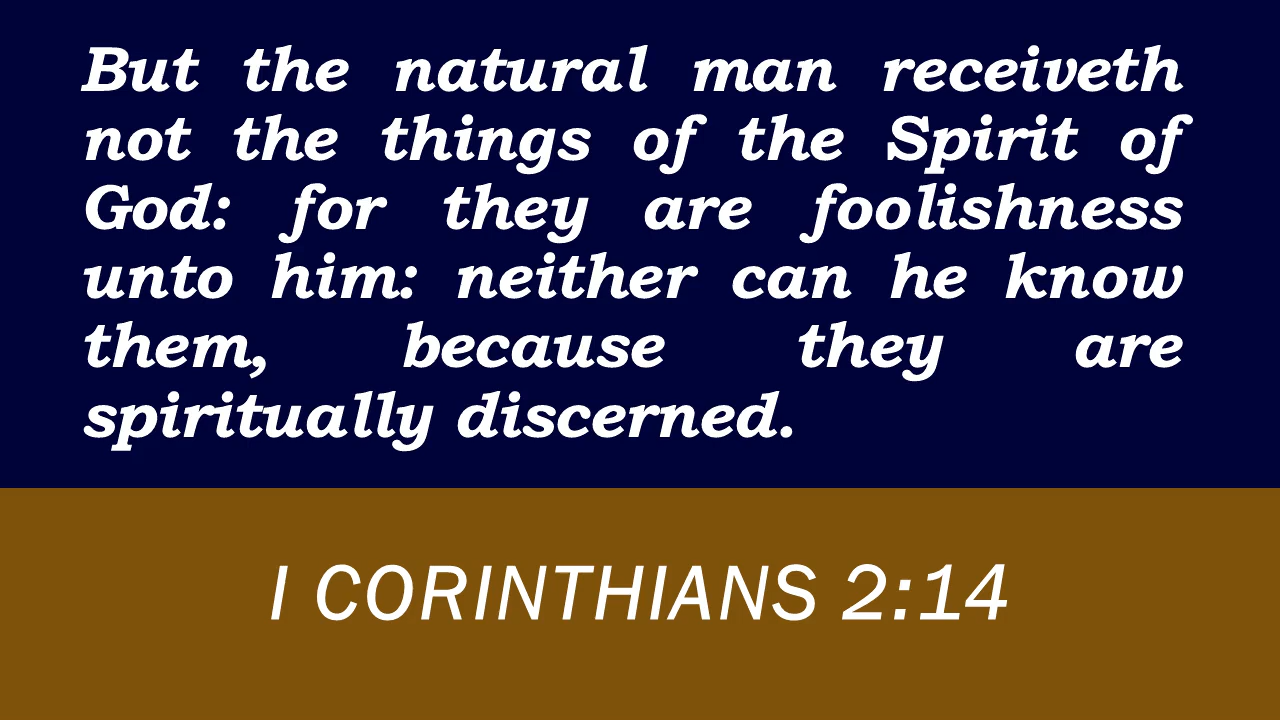 But the natural man receiveth
not the things of the Spirit of
God: for they are foolishness
unto him: neither can he know
them, because they are
spiritually discerned.
I CORINTHIANS 2:14